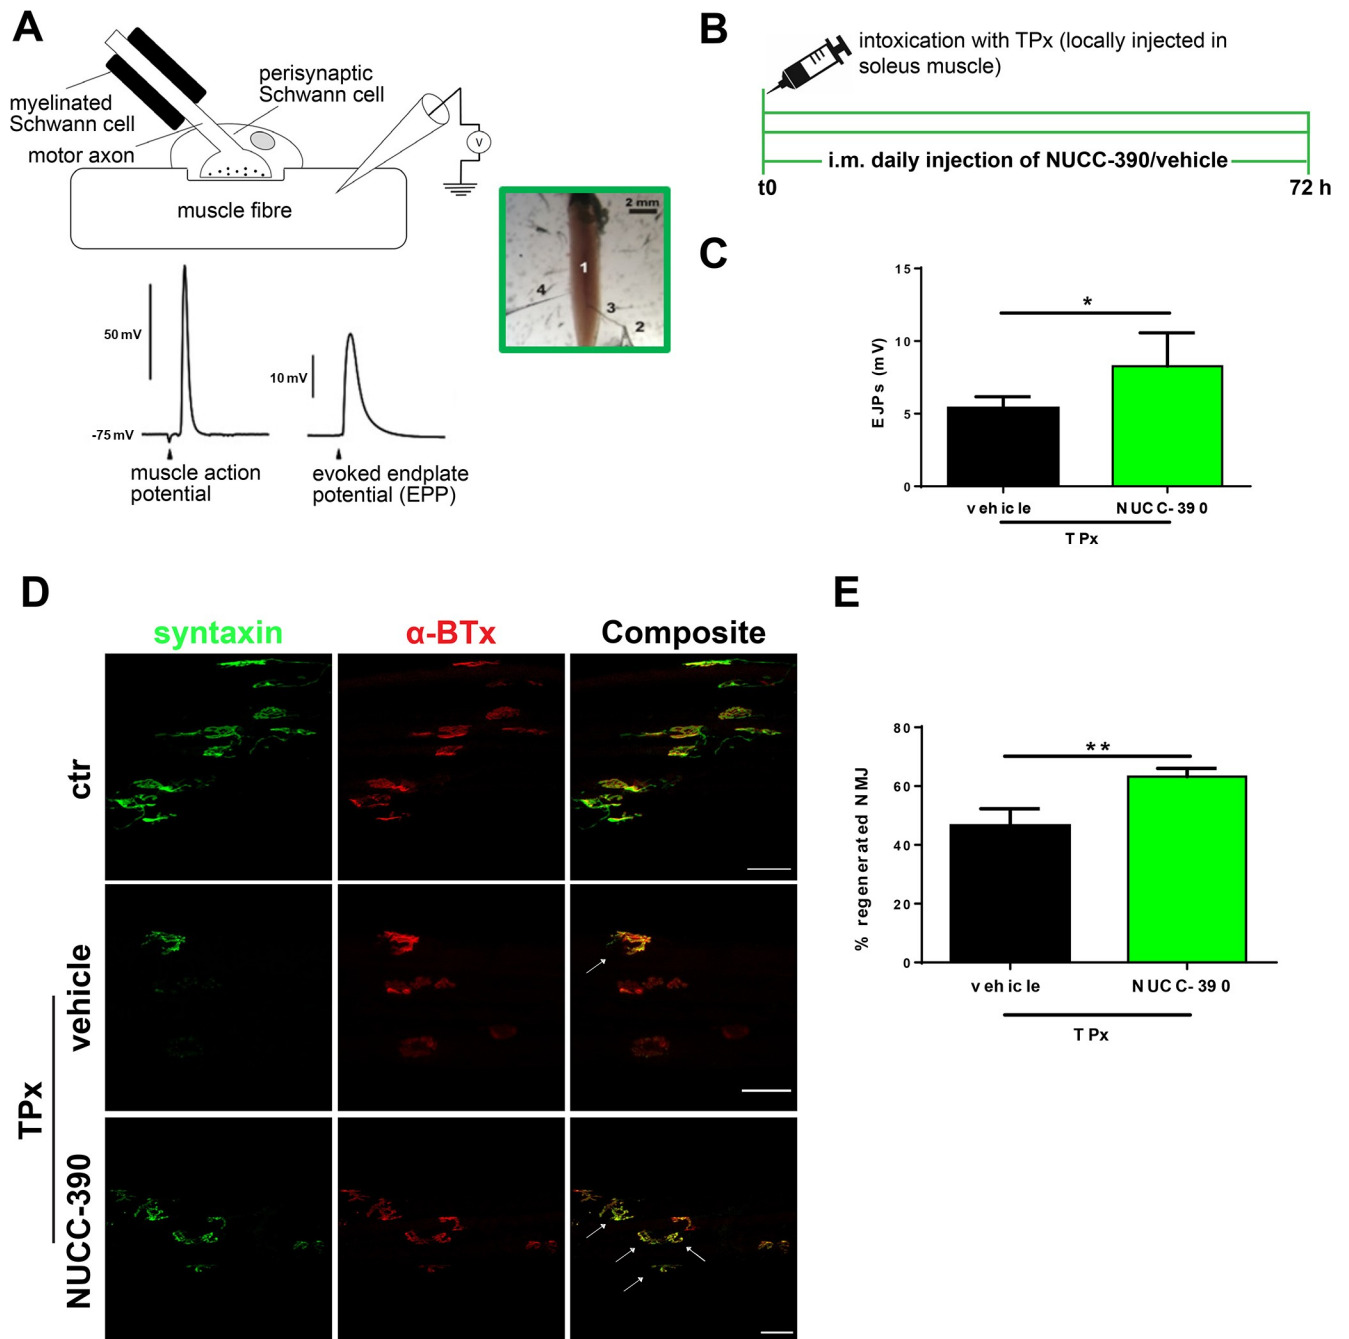 A
myelinated
Schwann cell
motor axon
perisynaptic
Schwann cell
V
muscle fibre
50 mV
-75 mV
muscle action
potential
10 mV
evoked endplate
potential (EPP)
2 mm
1
4
3
2
B
intoxication with TPx (locally injected in
soleus muscle)
i.m. daily injection of NUCC-390/vehicle
t0
72 h
C
EJPs (mV)
15
10
5
0
*
vehicle
NUCC-390
TPx
D
syntaxin
α-BTx
Composite
ctr
TPx
vehicle
NUCC-390
E
% regenerated NMJ
80
60
40
20
0
**
vehicle
NUCC-390
TPx